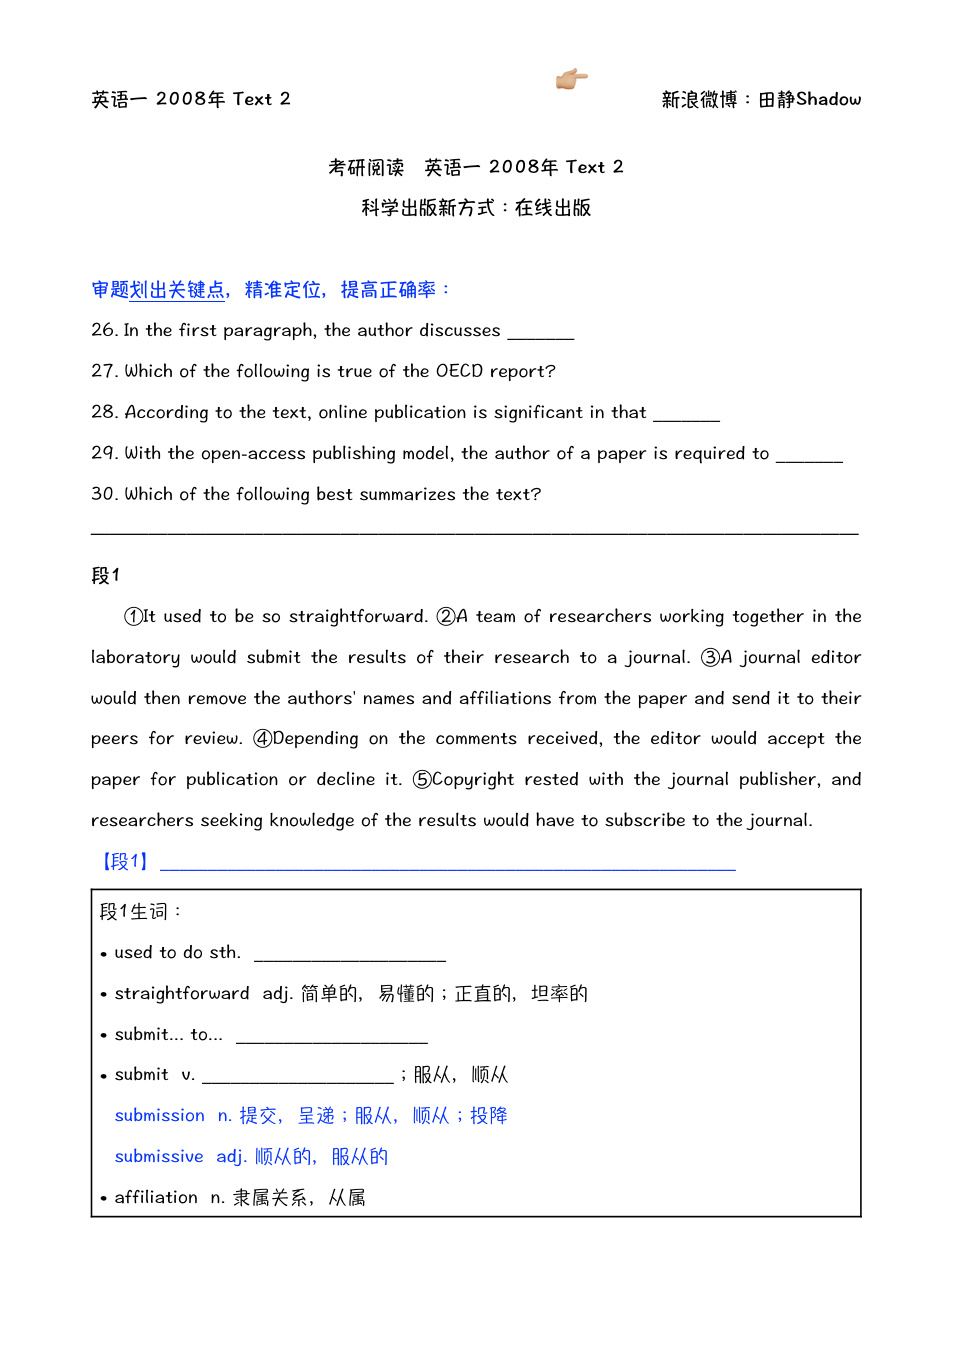 英语一 2008年 Text 2 新浪微博：田静Shadow
考研阅读 英语一 2008年 Text 2
科学出版新方式：在线出版
审题划出关键点，精准定位，提高正确率：
26. In the first paragraph, the author discusses _______
27. Which of the following is true of the OECD report?
28. According to the text, online publication is significant in that _______
29. With the open-access publishing model, the author of a paper is required to _______
30. Which of the following best summarizes the text?
段1
①It used to be so straightforward. ②A team of researchers working together in the
laboratory would submit the results of their research to a journal. ③A journal editor
would then remove the authors' names and affiliations from the paper and send it to their
peers for review. ④Depending on the comments received, the editor would accept the
paper for publication or decline it. ⑤Copyright rested with the journal publisher, and
researchers seeking knowledge of the results would have to subscribe to the journal.
【段1】____________________________________________________________
段1生词：
• used to do sth. ____________________
• straightforward adj. 简单的，易懂的；正直的，坦率的
• submit... to... ____________________
• submit v. ____________________；服从，顺从
submission n. 提交，呈递；服从，顺从；投降
submissive adj. 顺从的，服从的
• affiliation n. 隶属关系，从属